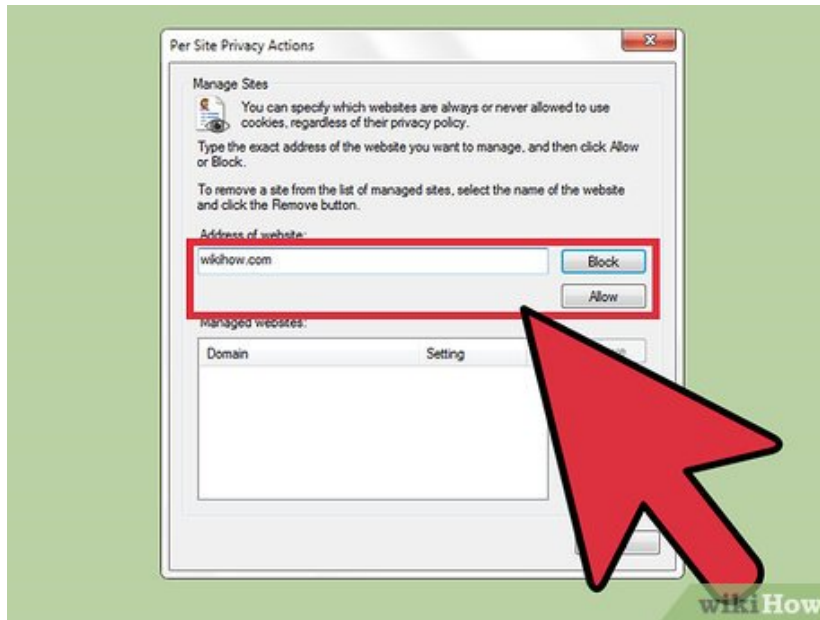 Per Site Privacy Actions
Manage Sites
You can specify which websites are always or never allowed to use
cookies, regardless of their privacy policy.
Type the exact address of the website you want to manage, and then click Allow
or Block.
To remove a site from the list of managed sites, select the name of the website
and click the Remove button.
Address of website:
wikihow.com
Block
Allow
Managed websites:
Domain Setting
wikiHow